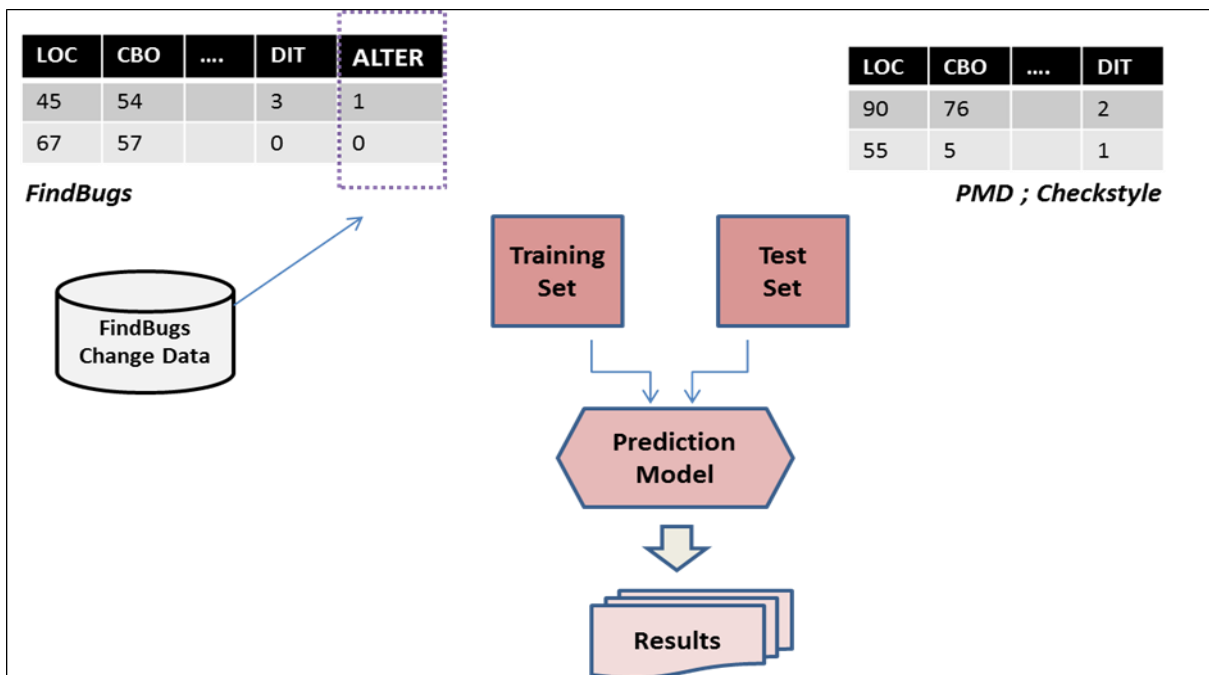 LOC CBO .... DIT ALTER
45 54 3 1
67 57 0 0
FindBugs
LOC CBO .... DIT
90 76 2
55 5 1
PMD ; Checkstyle
FindBugs
Change Data
Training
Set
Test
Set
Prediction
Model
Results